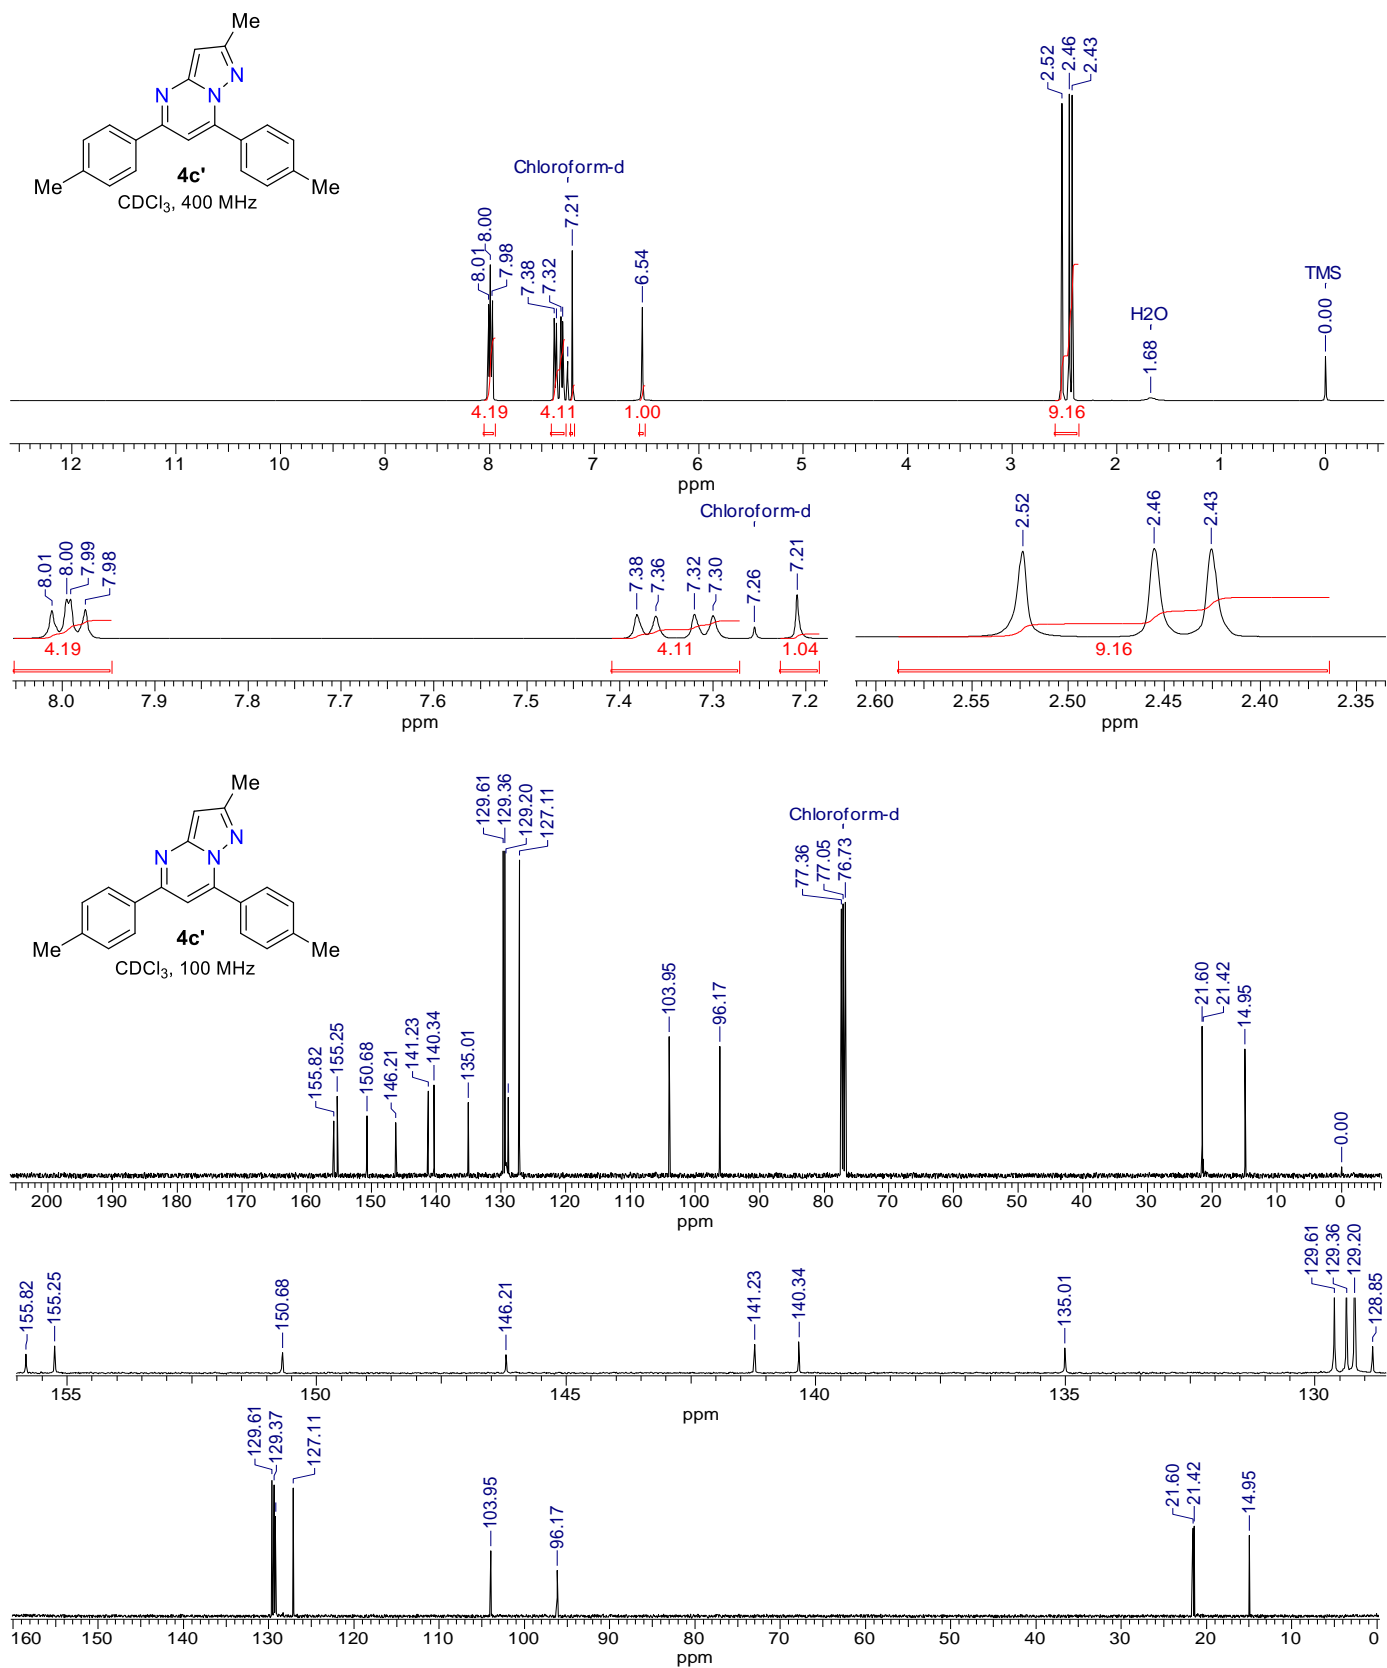 Me
N
N
N
Me
Me
4c'
CDCl3, 400 MHz
Chloroform-d
8.01
8.00
7.98
7.38
7.32
7.21
6.54
2.52
2.46
2.43
H2O
1.68
TMS
0.00
4.19 4.11 1.00 9.16
12 11 10 9 8 7 6 5 4 3 2 1 0
ppm
8.01
8.00
7.99
7.98
7.38
7.36
7.32
7.30
Chloroform-d
7.26
7.21
2.52
2.46
2.43
4.19 4.11 1.04 9.16
8.0 7.9 7.8 7.7 7.6 7.5 7.4 7.3 7.2
ppm
2.60 2.55 2.50 2.45 2.40 2.35
ppm
Me
N
N
N
Me
Me
4c'
CDCl3, 100 MHz
155.82
155.25
150.68
146.21
141.23
140.34
135.01
129.61
129.36
129.20
127.11
103.95
96.17
Chloroform-d
77.36
77.05
76.73
21.60
21.42
14.95
0.00
200 190 180 170 160 150 140 130 120 110 100 90 80 70 60 50 40 30 20 10 0
ppm
155.82
155.25
150.68
146.21
141.23
140.34
135.01
129.61
129.36
129.20
128.85
155 150 145 140 135 130
ppm
129.61
129.37
127.11
103.95
96.17
21.60
21.42
14.95
160 150 140 130 120 110 100 90 80 70 60 50 40 30 20 10 0
ppm